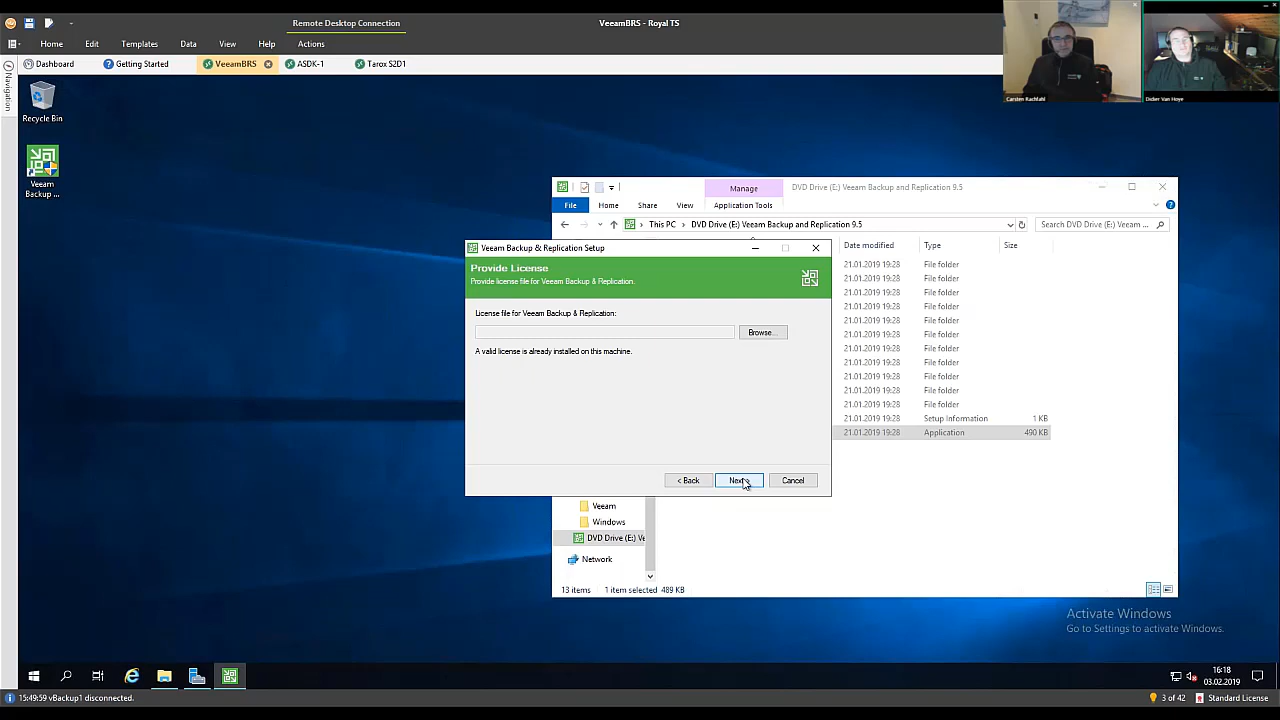 Remote Desktop Connection
VeeamBRS - Royal TS
Home Edit Templates Data View Help Actions
Dashboard Getting Started VeeamBRS ASDK-1 Tarox S2D1
Carsten Rachfahl
Didier Van Hoye
Navigation
Recycle Bin
Veeam
Backup ...
Manage
DVD Drive (E:) Veeam Backup and Replication 9.5
File Home Share View Application Tools
This PC DVD Drive (E:) Veeam Backup and Replication 9.5
Search DVD Drive (E:) Veeam ...
Date modified Type Size
21.01.2019 19:28 File folder
21.01.2019 19:28 File folder
21.01.2019 19:28 File folder
21.01.2019 19:28 File folder
21.01.2019 19:28 File folder
21.01.2019 19:28 File folder
21.01.2019 19:28 File folder
21.01.2019 19:28 File folder
21.01.2019 19:28 File folder
21.01.2019 19:28 File folder
21.01.2019 19:28 File folder
21.01.2019 19:28 Setup Information 1 KB
21.01.2019 19:28 Application 490 KB
Veeam Backup & Replication Setup
Provide License
Provide license file for Veeam Backup & Replication.
License file for Veeam Backup & Replication:
Browse...
A valid license is already installed on this machine.
< Back Next > Cancel
Veeam
Windows
DVD Drive (E:) Ve
Network
13 items 1 item selected 489 KB
Activate Windows
Go to Settings to activate Windows.
16:18
03.02.2019
15:49:59 vBackup1 disconnected.
3 of 42 Standard License